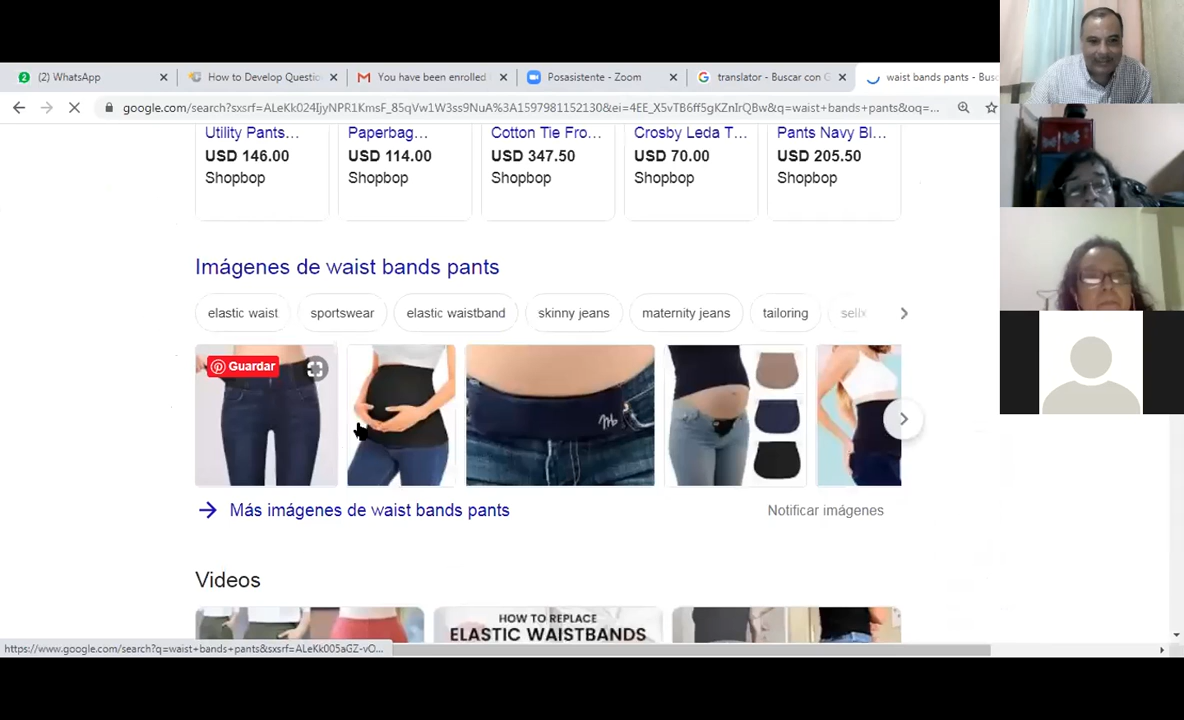 2 (2) WhatsApp
How to Develop Questio
You have been enrolled
Posasistente - Zoom
translator - Buscar con G
waist bands pants - Bus
google.com/search?sxsrf=ALeKk024IjyNPR1KmsF_85qVw1W3ss9NuA%3A1597981152130&ei=4EE_X5vTB6ff5gKZnIrQBw&q=waist+bands+pants&oq=...
Utility Pants...
USD 146.00
Shopbop
Paperbag...
USD 114.00
Shopbop
Cotton Tie Fro...
USD 347.50
Shopbop
Crosby Leda T...
USD 70.00
Shopbop
Pants Navy Bl...
USD 205.50
Shopbop
Imágenes de waist bands pants
elastic waist
sportswear
elastic waistband
skinny jeans
maternity jeans
tailoring
Guardar
Más imágenes de waist bands pants
Notificar imágenes
Videos
HOW TO REPLACE
ELASTIC WAISTBANDS
https://www.google.com/search?q=waist+bands+pants&sxsrf=ALeKk005aGZ-vO...